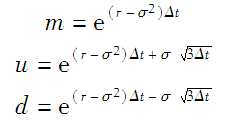 m = e^{(r − σ²)Δt}
u = e^{(r − σ²)Δt + σ √3Δt}
d = e^{(r − σ²)Δt − σ √3Δt}